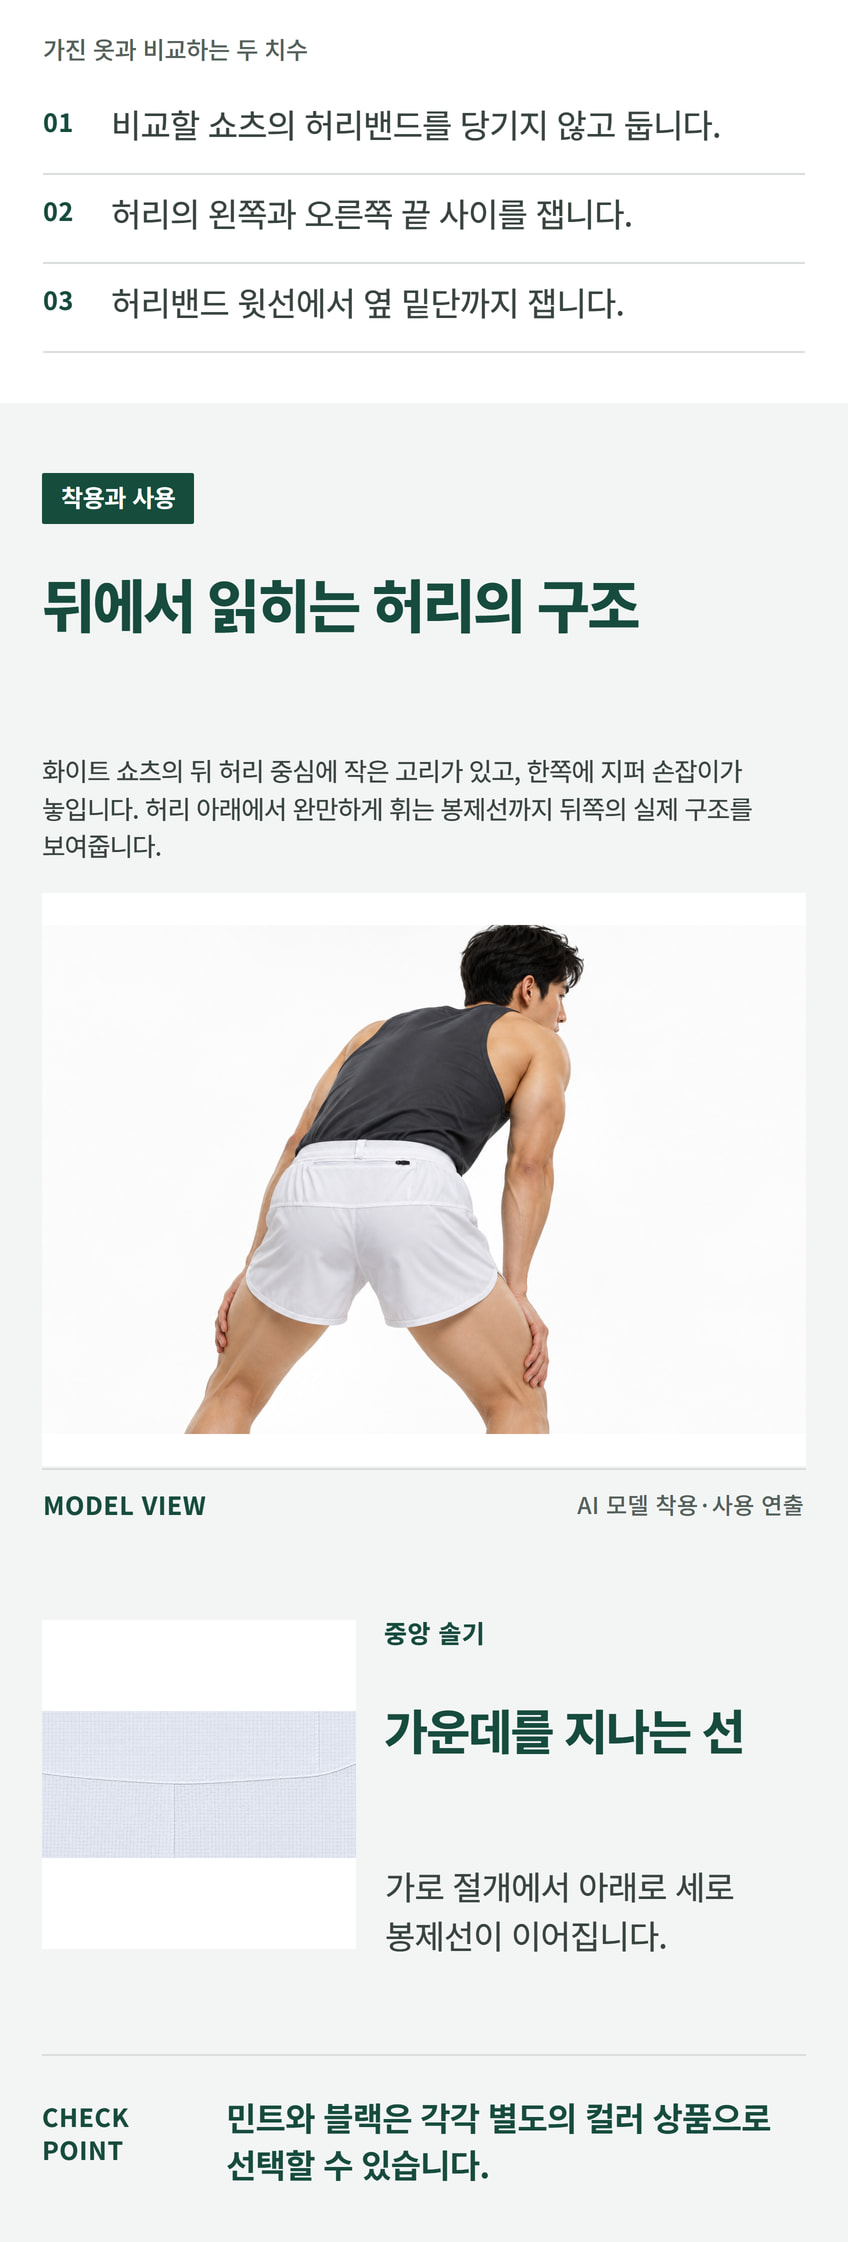 가진 옷과 비교하는 두 치수
01 비교할 쇼츠의 허리밴드를 당기지 않고 둡니다.
02 허리의 왼쪽과 오른쪽 끝 사이를 잽니다.
03 허리밴드 윗선에서 옆 밑단까지 잽니다.
착용과 사용
뒤에서 읽히는 허리의 구조
화이트 쇼츠의 뒤 허리 중심에 작은 고리가 있고, 한쪽에 지퍼 손잡이가
놓입니다. 허리 아래에서 완만하게 휘는 봉제선까지 뒤쪽의 실제 구조를
보여줍니다.
MODEL VIEW
AI 모델 착용·사용 연출
중앙 솔기
가운데를 지나는 선
가로 절개에서 아래로 세로
봉제선이 이어집니다.
CHECK
POINT
민트와 블랙은 각각 별도의 컬러 상품으로
선택할 수 있습니다.